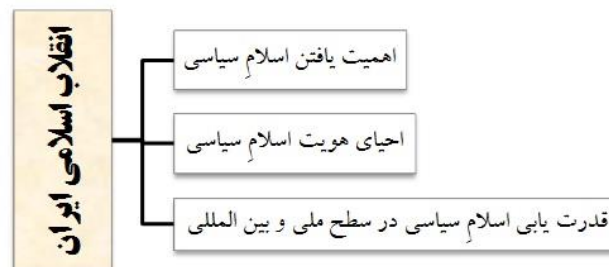 انقلاب اسلامی ایران
اهمیت یافتن اسلامِ سیاسی
احیای هویت اسلامِ سیاسی
قدرت یابی اسلامِ سیاسی در سطح ملی و بین المللی